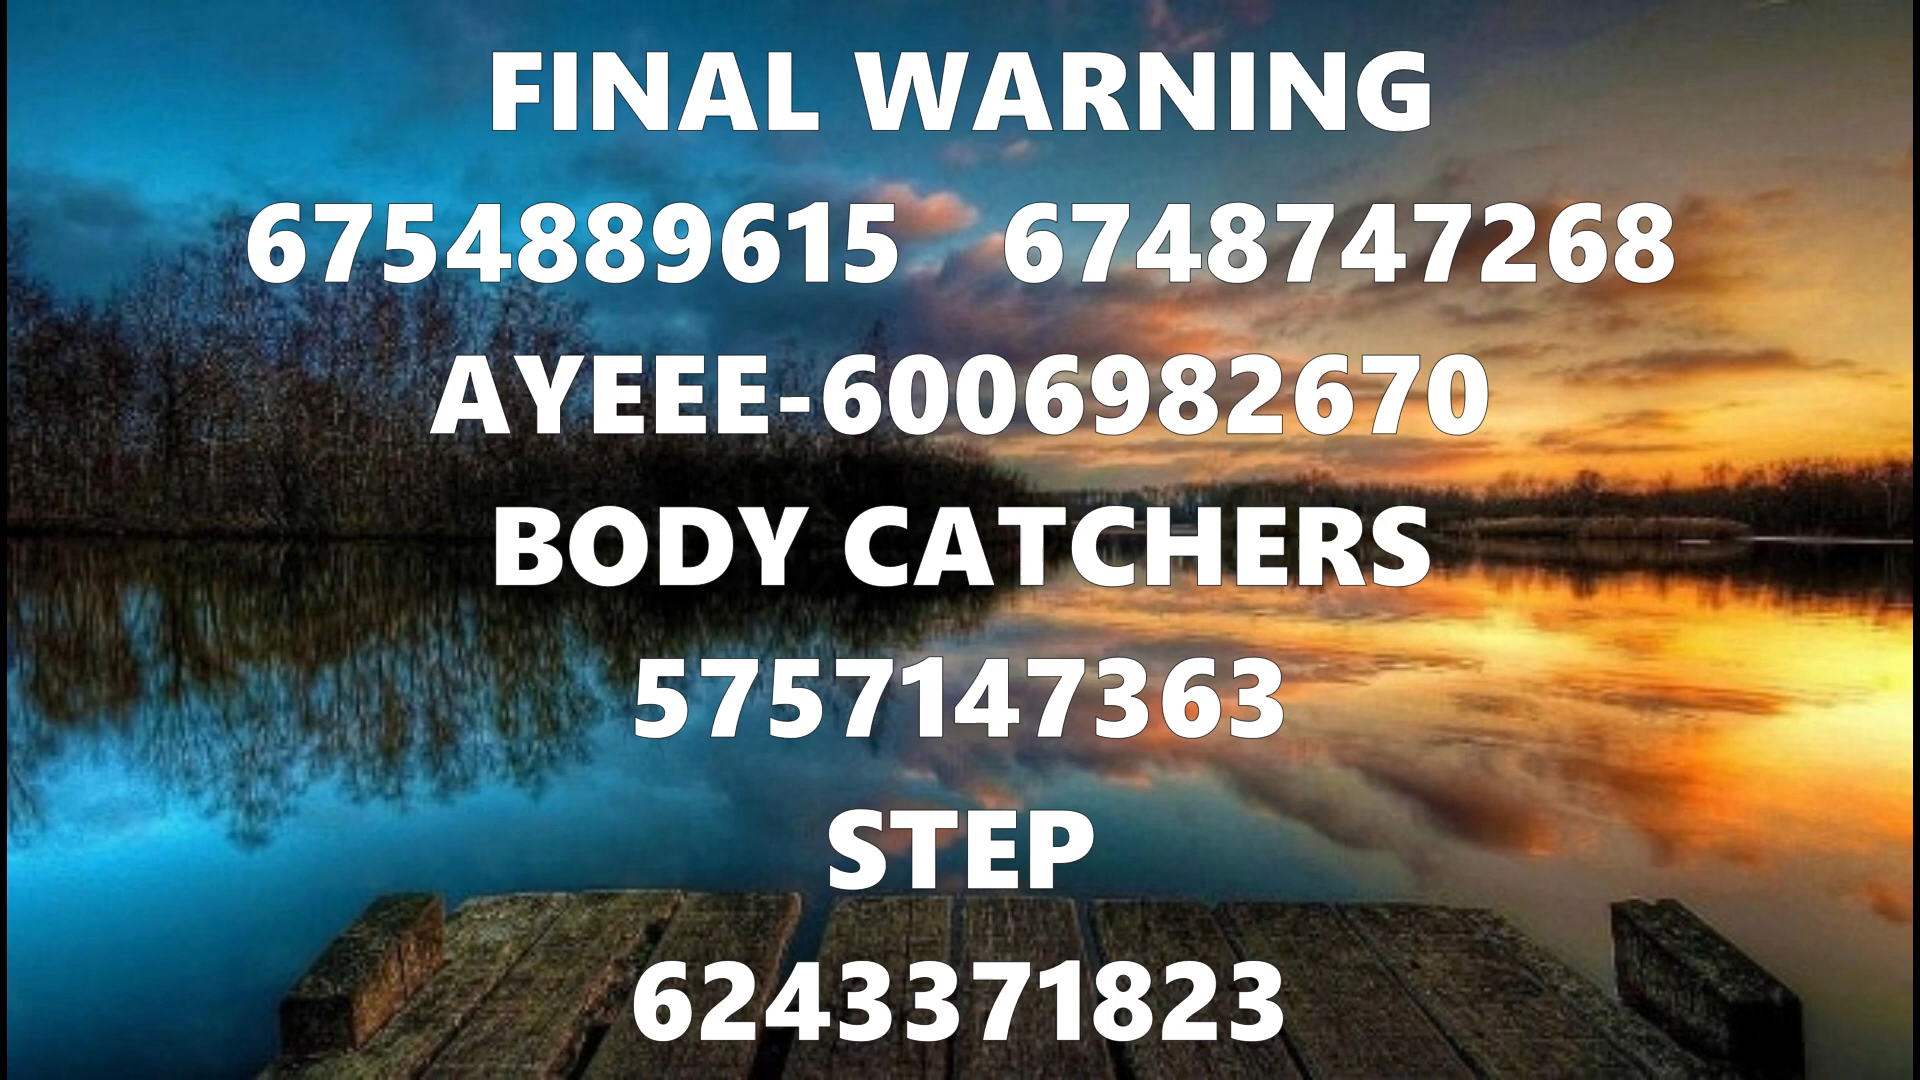 FINAL WARNING
6754889615 6748747268
AYEEE-6006982670
BODY CATCHERS
5757147363
STEP
6243371823